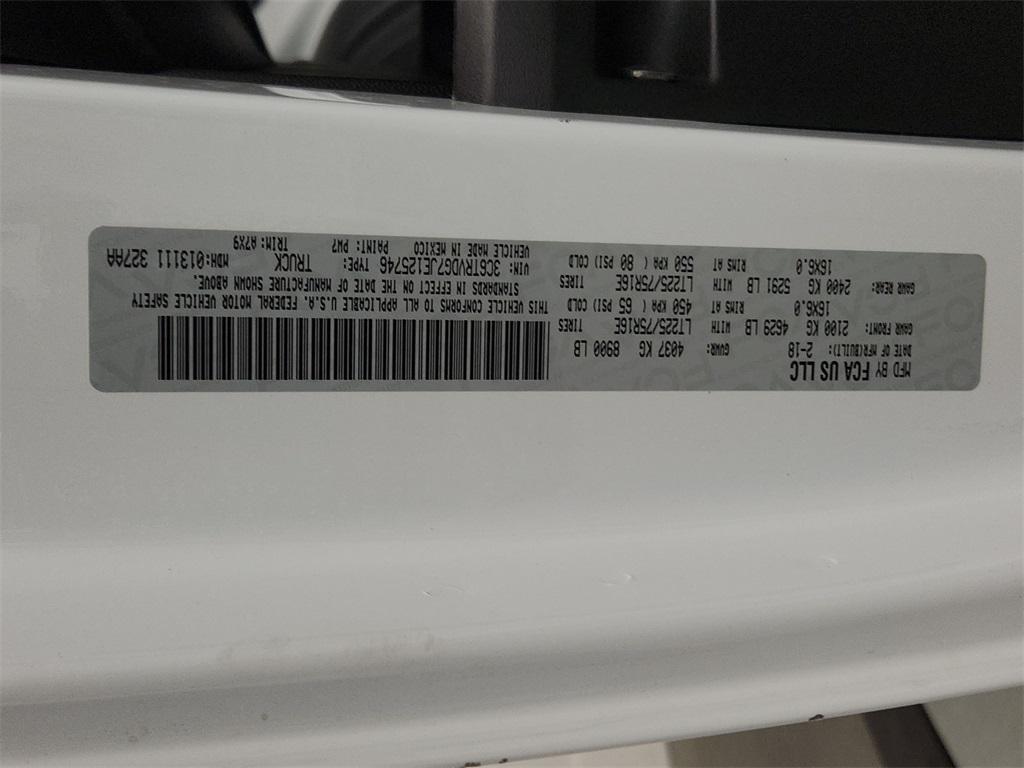 MFD BY FCA US LLC
DATE OF MFR(BUILT): 2-18 GVWR: 4037 KG 8900 LB
GAWR FRONT: 2100 KG 4629 LB WITH LT225/75R16E TIRES
16X6.0 RIMS AT 450 KPA ( 65 PSI) COLD
GAWR REAR: 2400 KG 5291 LB WITH LT225/75R16E TIRES
16X6.0 RIMS AT 550 KPA ( 80 PSI) COLD
THIS VEHICLE CONFORMS TO ALL APPLICABLE FEDERAL MOTOR VEHICLE SAFETY
STANDARDS IN EFFECT ON THE DATE OF MANUFACTURE SHOWN ABOVE.
VIN: 3C6TRVDG7JE125746 TYPE: TRUCK MDH: 013111 327AA
VEHICLE MADE IN MEXICO PAINT: PW7 TRIM: A7X9